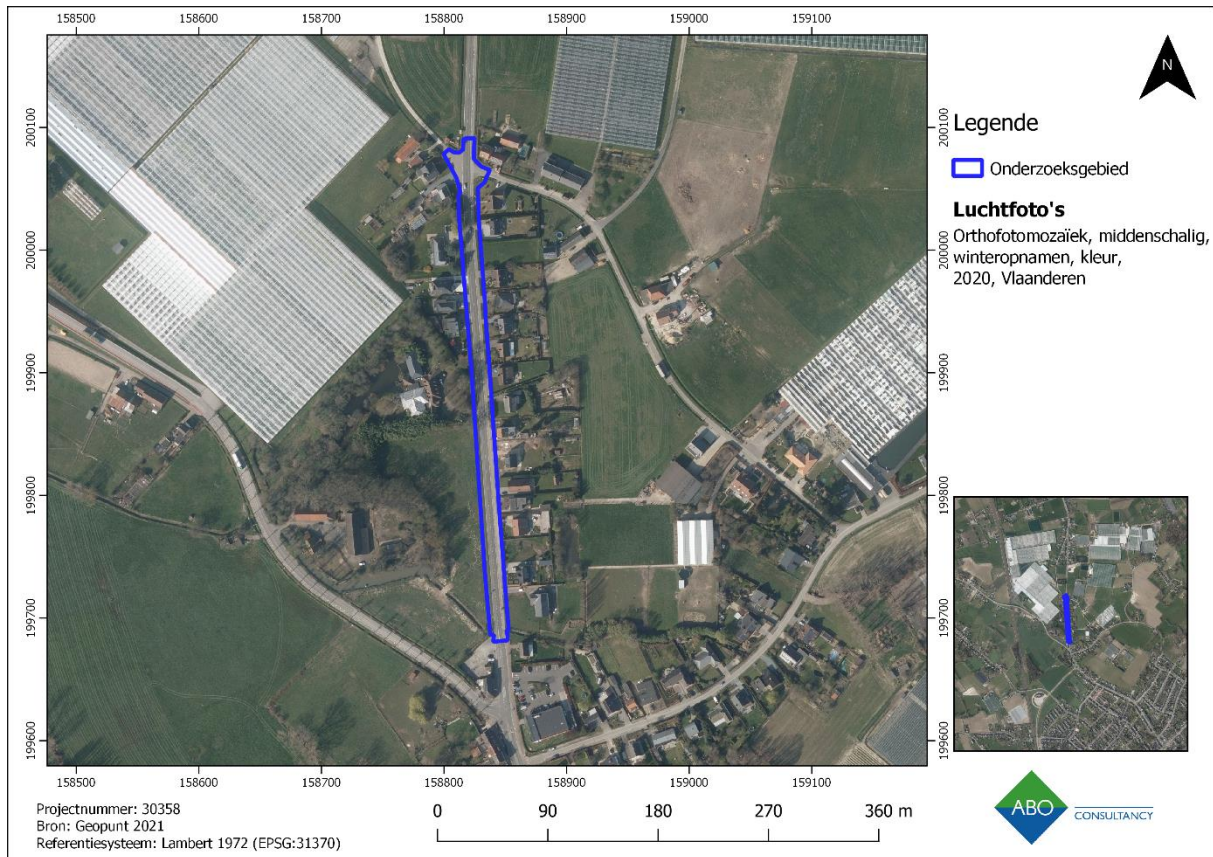 158500 158600 158700 158800 158900 159000 159100
200100 200100
200000 200000
199900 199900
199800 199800
199700 199700
199600 199600
158500 158600 158700 158800 158900 159000 159100
N
Legende
Onderzoeksgebied
Luchtfoto's
Orthofotomozaïek, middenschalig,
winteropnamen, kleur,
2020, Vlaanderen
Projectnummer: 30358
Bron: Geopunt 2021
Referentiesysteem: Lambert 1972 (EPSG:31370)
0 90 180 270 360 m
ABO
CONSULTANCY